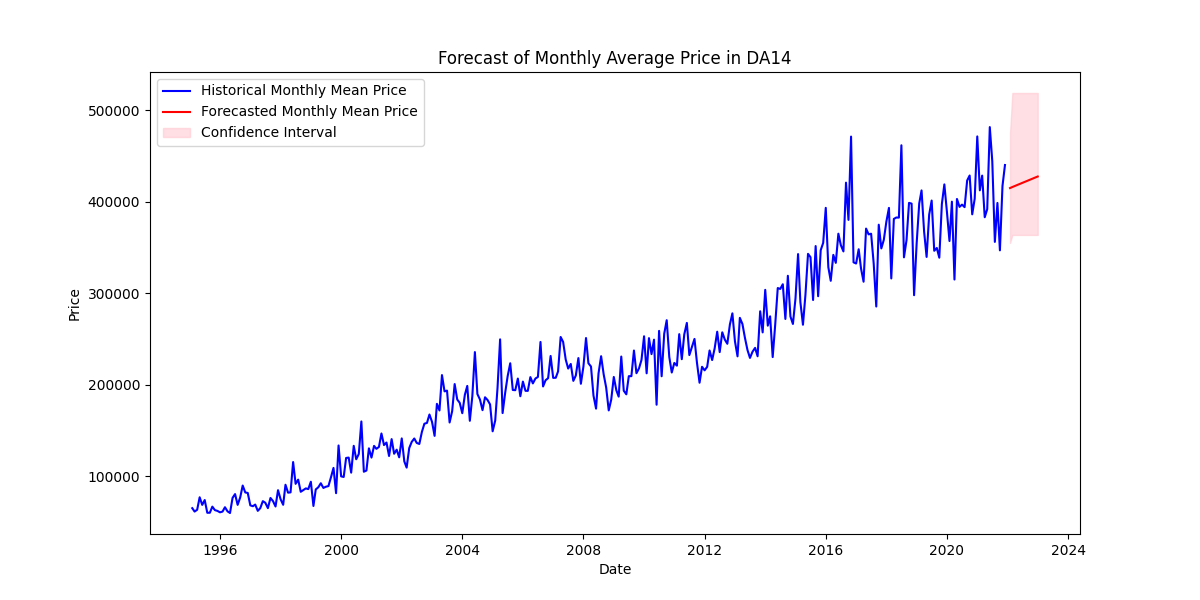 Forecast of Monthly Average Price in DA14
Historical Monthly Mean Price
Forecasted Monthly Mean Price
Confidence Interval
500000
400000
300000
200000
100000
Price
1996 2000 2004 2008 2012 2016 2020 2024
Date